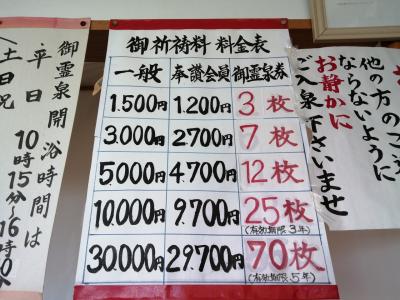 御祈祷料 料金表
一般 奉讃会員 御霊泉券
1.500円 1.200円 3枚
3.000円 2.700円 7枚
5.000円 4.700円 12枚
10.000円 9.700円 25枚
(有効期限3年)
30.000円 29.700円 70枚
(有効期限.5年)
御霊泉開浴時間は
平日 10時15分～16時
土日祝
他の方のご
ならないように
お静かに
ご入泉下さいませ